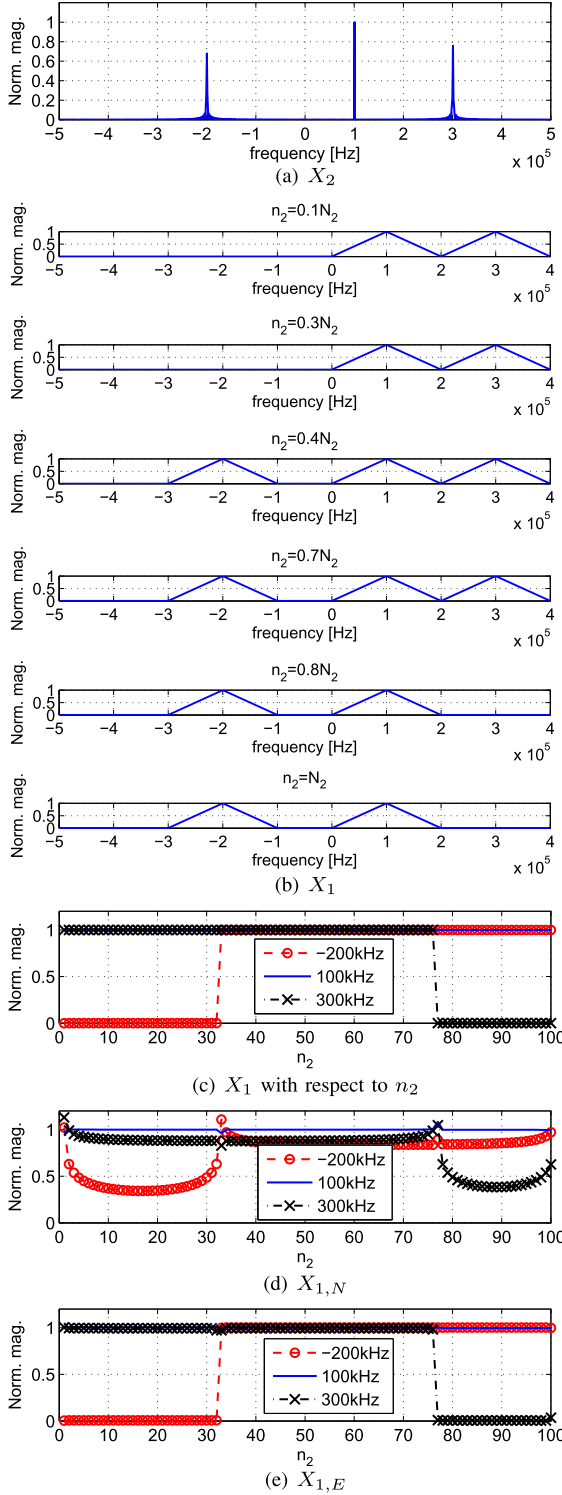 Norm. mag.
1
0.8
0.6
0.4
0.2
0
−5 −4 −3 −2 −1 0 1 2 3 4 5
frequency [Hz]
x 10^5
(a) X_2
n_2=0.1N_2
Norm. mag.
1
0.5
0
−5 −4 −3 −2 −1 0 1 2 3 4
frequency [Hz]
x 10^5
n_2=0.3N_2
Norm. mag.
1
0.5
0
−5 −4 −3 −2 −1 0 1 2 3 4
frequency [Hz]
x 10^5
n_2=0.4N_2
Norm. mag.
1
0.5
0
−5 −4 −3 −2 −1 0 1 2 3 4
frequency [Hz]
x 10^5
n_2=0.7N_2
Norm. mag.
1
0.5
0
−5 −4 −3 −2 −1 0 1 2 3 4
frequency [Hz]
x 10^5
n_2=0.8N_2
Norm. mag.
1
0.5
0
−5 −4 −3 −2 −1 0 1 2 3 4
frequency [Hz]
x 10^5
n_2=N_2
Norm. mag.
1
0.5
0
−5 −4 −3 −2 −1 0 1 2 3 4
frequency [Hz]
x 10^5
(b) X_1
Norm. mag.
1
0.5
0
−200kHz
100kHz
300kHz
0 10 20 30 40 50 60 70 80 90 100
n_2
(c) X_1 with respect to n_2
Norm. mag.
1
0.5
0
−200kHz
100kHz
300kHz
0 10 20 30 40 50 60 70 80 90 100
n_2
(d) X_{1,N}
Norm. mag.
1
0.5
0
−200kHz
100kHz
300kHz
0 10 20 30 40 50 60 70 80 90 100
n_2
(e) X_{1,E}